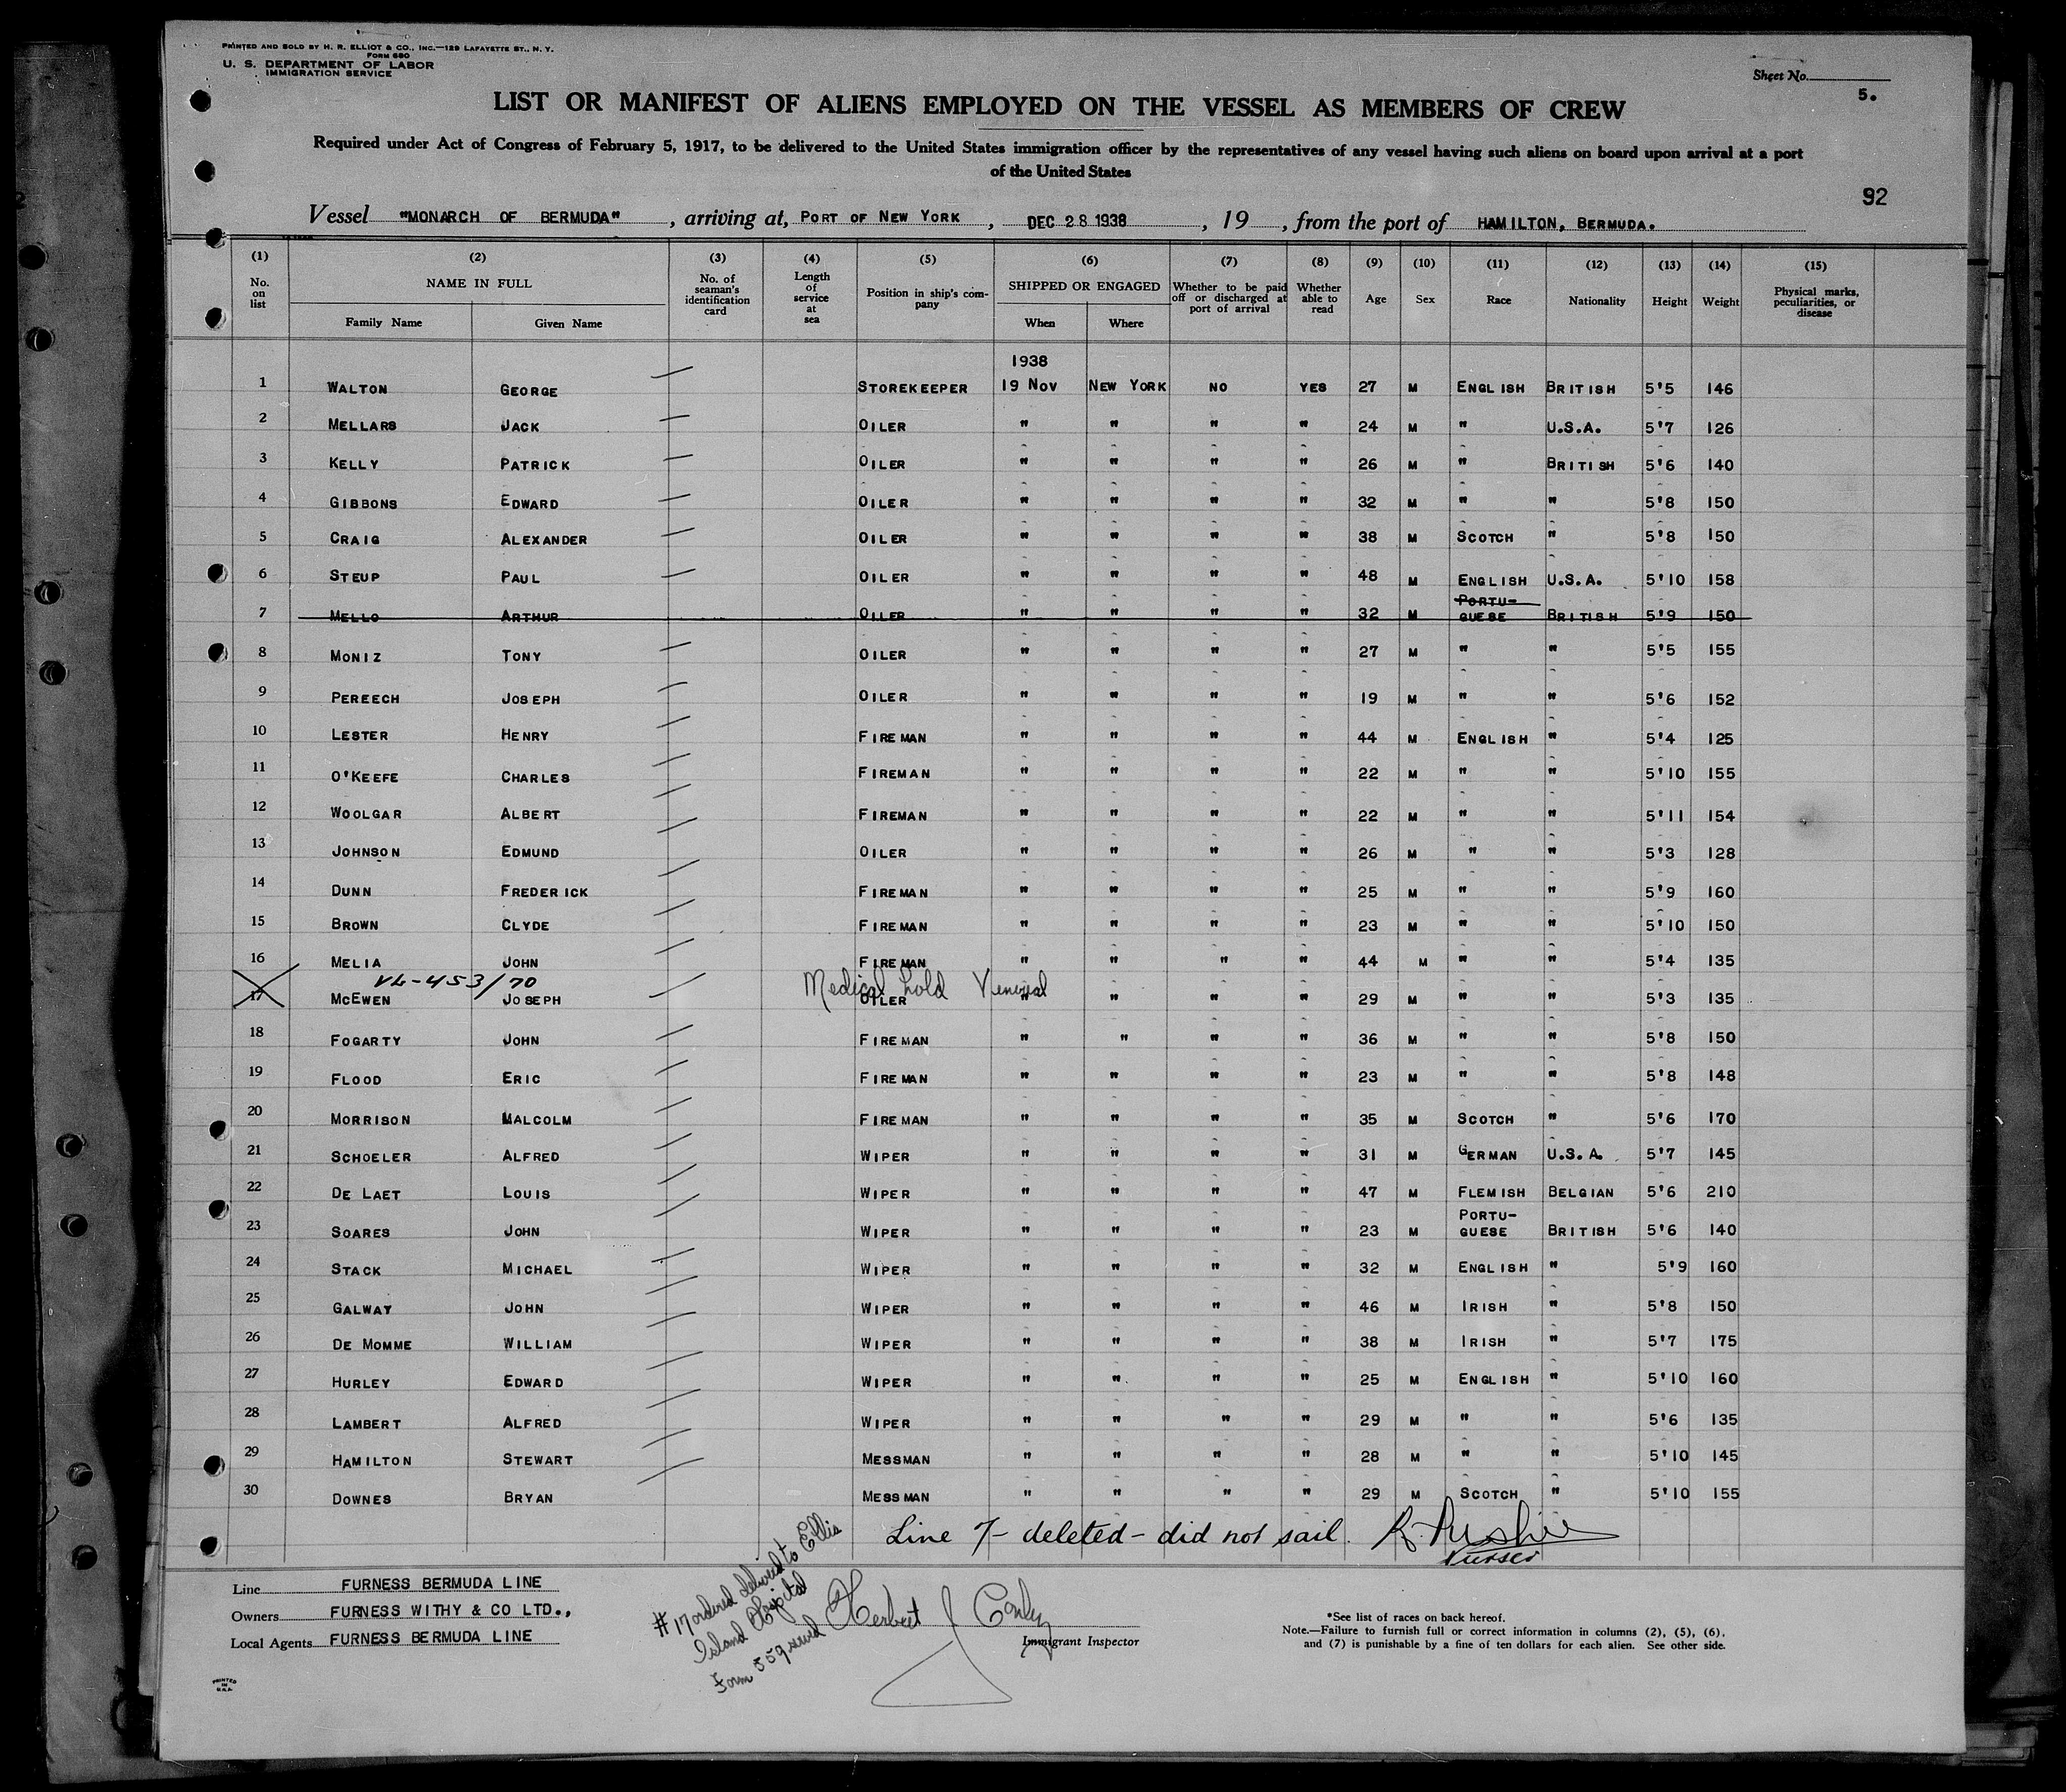 PRINTED AND SOLD BY H. R. ELLIOT & CO., INC.—129 LAFAYETTE ST., N. Y.
FORM 680
U. S. DEPARTMENT OF LABOR
IMMIGRATION SERVICE
Sheet No.
5.
LIST OR MANIFEST OF ALIENS EMPLOYED ON THE VESSEL AS MEMBERS OF CREW
Required under Act of Congress of February 5, 1917, to be delivered to the United States immigration officer by the representatives of any vessel having such aliens on board upon arrival at a port
of the United States
92
Vessel "MONARCH OF BERMUDA", arriving at, PORT OF NEW YORK, DEC 28 1938, 19, from the port of HAMILTON, BERMUDA.
(1) (2) (3) (4) (5) (6) (7) (8) (9) (10) (11) (12) (13) (14) (15)
No. on list NAME IN FULL Family Name Given Name No. of seaman's identification card Length of service at sea Position in ship's company SHIPPED OR ENGAGED When Where Whether to be paid off or discharged at port of arrival Whether able to read Age Sex Race Nationality Height Weight Physical marks, peculiarities, or disease
1938
1 WALTON GEORGE STOREKEEPER 19 NOV NEW YORK NO YES 27 M ENGLISH BRITISH 5'5 146
2 MELLARS JACK OILER " " " " 24 M " U.S.A. 5'7 126
3 KELLY PATRICK OILER " " " " 26 M " BRITISH 5'6 140
4 GIBBONS EDWARD OILER " " " " 32 M " " 5'8 150
5 CRAIG ALEXANDER OILER " " " " 38 M SCOTCH " 5'8 150
6 STEUP PAUL OILER " " " " 48 M ENGLISH U.S.A. 5'10 158
7 MELLO ARTHUR OILER " " " " 32 M PORTU-GUESE BRITISH 5'9 150
8 MONIZ TONY OILER " " " " 27 M " " 5'5 155
9 PEREECH JOSEPH OILER " " " " 19 M " " 5'6 152
10 LESTER HENRY FIREMAN " " " " 44 M ENGLISH " 5'4 125
11 O'KEEFE CHARLES FIREMAN " " " " 22 M " " 5'10 155
12 WOOLGAR ALBERT FIREMAN " " " " 22 M " " 5'11 154
13 JOHNSON EDMUND OILER " " " " 26 M " " 5'3 128
14 DUNN FREDERICK FIREMAN " " " " 25 M " " 5'9 160
15 BROWN CLYDE FIREMAN " " " " 23 M " " 5'10 150
16 MELIA JOHN FIREMAN " " " " 44 M " " 5'4 135
VL-453/70 Medical hold Venereal
17 MCEWEN JOSEPH OILER " " " " 29 M " " 5'3 135
18 FOGARTY JOHN FIREMAN " " " " 36 M " " 5'8 150
19 FLOOD ERIC FIREMAN " " " " 23 M " " 5'8 148
20 MORRISON MALCOLM FIREMAN " " " " 35 M SCOTCH " 5'6 170
21 SCHOELER ALFRED WIPER " " " " 31 M GERMAN U.S.A. 5'7 145
22 DE LAET LOUIS WIPER " " " " 47 M FLEMISH BELGIAN 5'6 210
23 SOARES JOHN WIPER " " " " 23 M PORTU-GUESE BRITISH 5'6 140
24 STACK MICHAEL WIPER " " " " 32 M ENGLISH " 5'9 160
25 GALWAY JOHN WIPER " " " " 46 M IRISH " 5'8 150
26 DE MOMME WILLIAM WIPER " " " " 38 M IRISH " 5'7 175
27 HURLEY EDWARD WIPER " " " " 25 M ENGLISH " 5'10 160
28 LAMBERT ALFRED WIPER " " " " 29 M " " 5'6 135
29 HAMILTON STEWART MESSMAN " " " " 28 M " " 5'10 145
30 DOWNES BRYAN MESSMAN " " " " 29 M SCOTCH " 5'10 155
Line 7 - deleted - did not sail.
Purser
Line FURNESS BERMUDA LINE
Owners FURNESS WITHY & CO LTD.,
Local Agents FURNESS BERMUDA LINE
#17 ordered delivered to Ellis
Island Hospital
Form 559 served
Herbert J Conley
Immigrant Inspector
*See list of races on back hereof.
Note.—Failure to furnish full or correct information in columns (2), (5), (6),
and (7) is punishable by a fine of ten dollars for each alien. See other side.
PRINTED
IN
U.S.A.